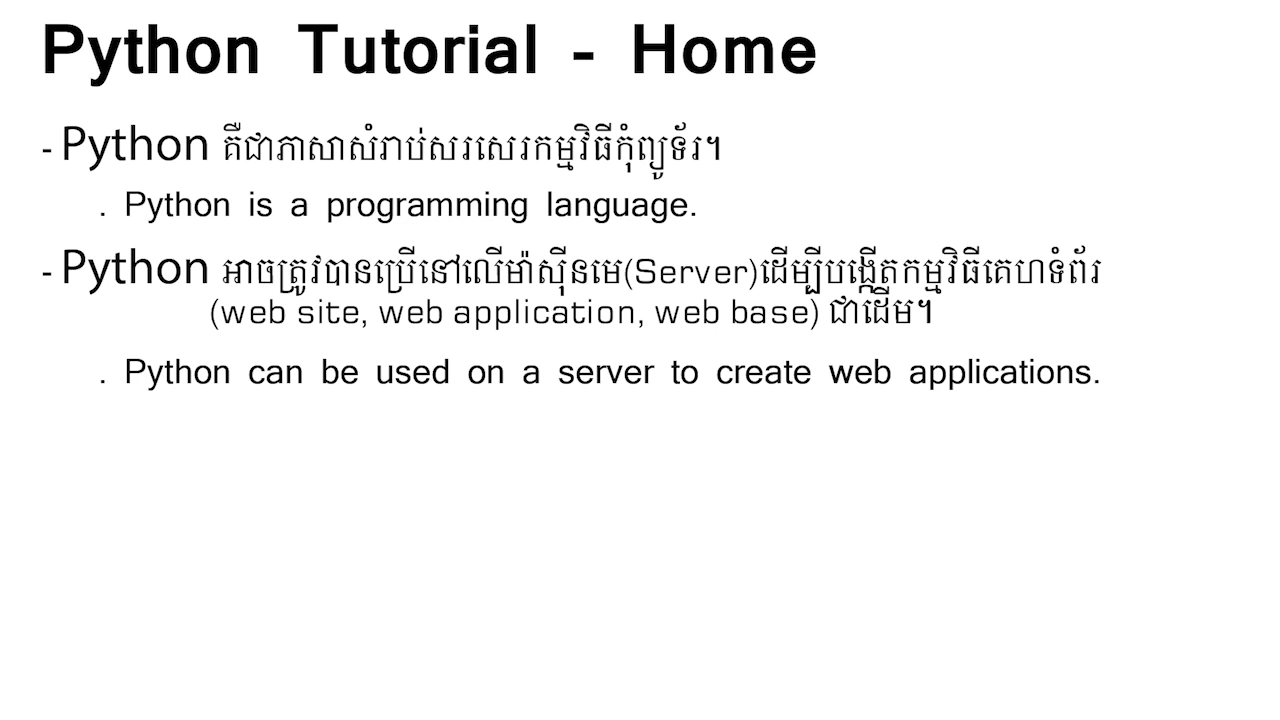 Python Tutorial - Home
- Python គឺជាភាសាសំរាប់សរសេរកម្មវិធីកុំព្យូទ័រ។
. Python is a programming language.
- Python អាចត្រូវបានប្រើនៅលើម៉ាស៊ីនមេ(Server)ដើម្បីបង្កើតកម្មវិធីគេហទំព័រ
(web site, web application, web base) ជាដើម។
. Python can be used on a server to create web applications.